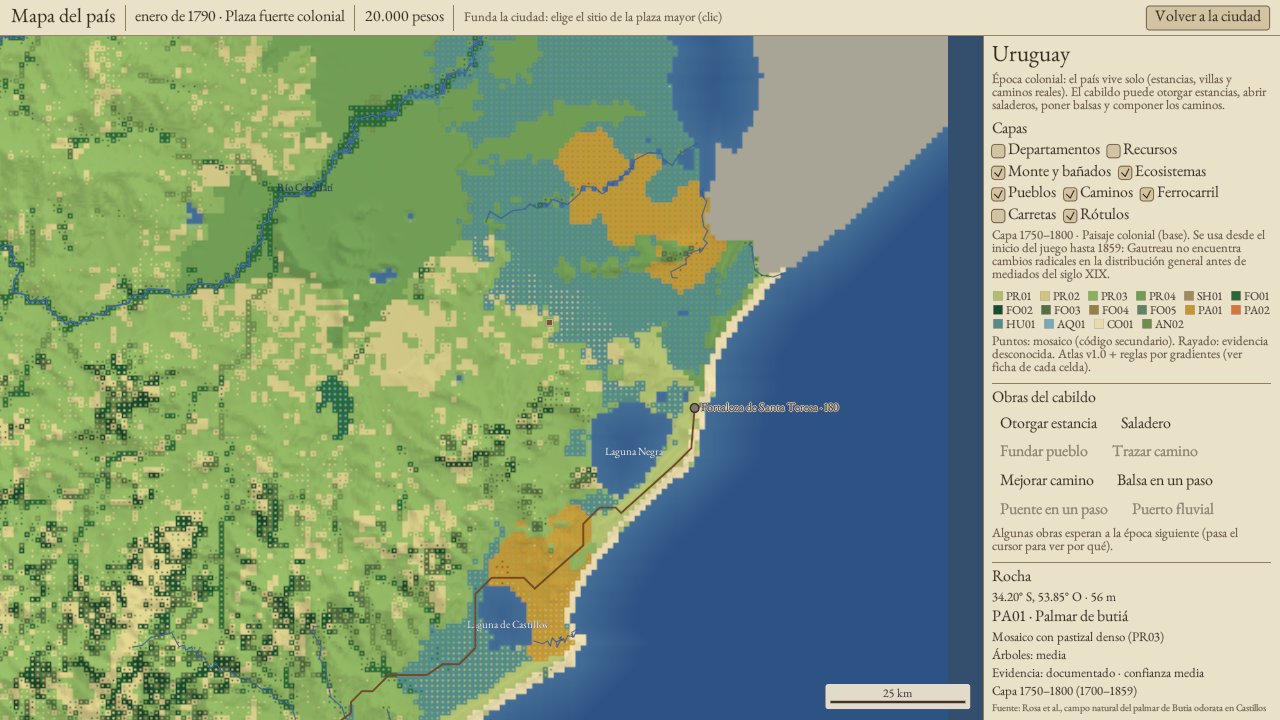 Mapa del país
enero de 1790 · Plaza fuerte colonial
20.000 pesos
Funda la ciudad: elige el sitio de la plaza mayor (clic)
Volver a la ciudad
Río Cebollatí
Fortaleza de Santa Teresa · 180
Laguna Negra
Laguna de Castillos
25 km
Uruguay
Época colonial: el país vive solo (estancias, villas y
caminos reales). El cabildo puede otorgar estancias, abrir
saladeros, poner balsas y componer los caminos.
Capas
Departamentos Recursos
Monte y bañados Ecosistemas
Pueblos Caminos Ferrocarril
Carretas Rótulos
Capa 1750–1800 · Paisaje colonial (base). Se usa desde el
inicio del juego hasta 1859: Gautreau no encuentra
cambios radicales en la distribución general antes de
mediados del siglo XIX.
PR01 PR02 PR03 PR04 SH01 FO01
FO02 FO03 FO04 FO05 PA01 PA02
HU01 AQ01 CO01 AN02
Puntos: mosaico (código secundario). Rayado: evidencia
desconocida. Atlas v1.0 + reglas por gradientes (ver
ficha de cada celda).
Obras del cabildo
Otorgar estancia Saladero
Fundar pueblo Trazar camino
Mejorar camino Balsa en un paso
Puente en un paso Puerto fluvial
Algunas obras esperan a la época siguiente (pasa el
cursor para ver por qué).
Rocha
34.20° S, 53.85° O · 56 m
PA01 · Palmar de butiá
Mosaico con pastizal denso (PR03)
Árboles: media
Evidencia: documentado · confianza media
Capa 1750–1800 (1700–1859)
Fuente: Rosa et al., campo natural del palmar de Butia odorata en Castillos